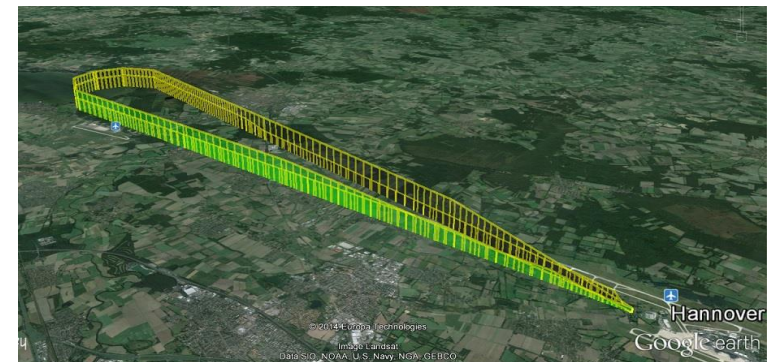 Hannover
© 2014 Europa Technologies
Google earth
Image Landsat
Data SIO, NOAA, U.S. Navy, NGA, GEBCO